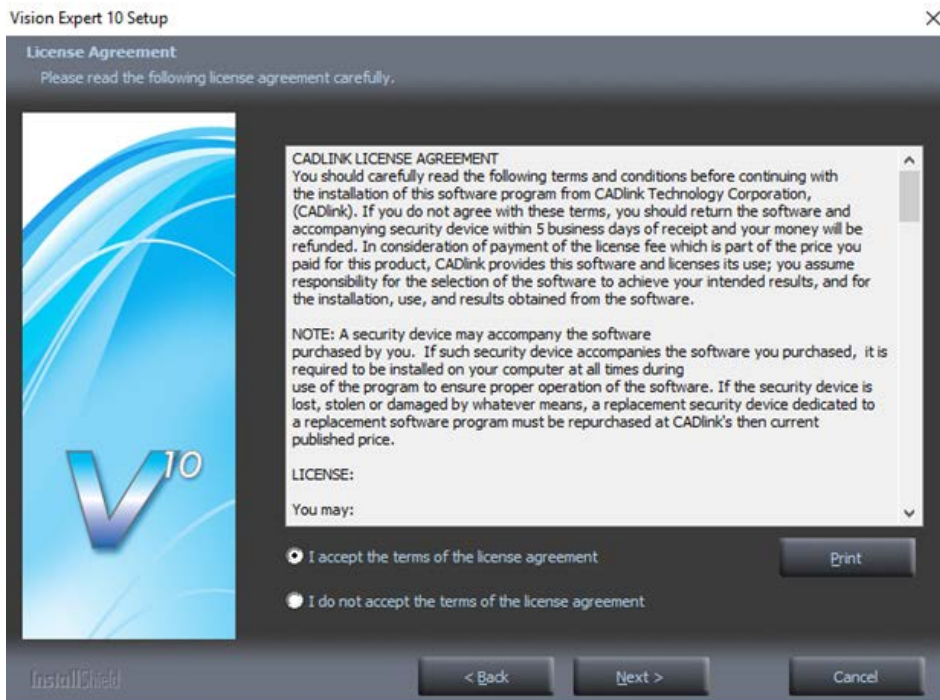 Vision Expert 10 Setup
License Agreement
Please read the following license agreement carefully.
CADLINK LICENSE AGREEMENT
You should carefully read the following terms and conditions before continuing with
the installation of this software program from CADlink Technology Corporation,
(CADlink). If you do not agree with these terms, you should return the software and
accompanying security device within 5 business days of receipt and your money will be
refunded. In consideration of payment of the license fee which is part of the price you
paid for this product, CADlink provides this software and licenses its use; you assume
responsibility for the selection of the software to achieve your intended results, and for
the installation, use, and results obtained from the software.
NOTE: A security device may accompany the software
purchased by you. If such security device accompanies the software you purchased, it is
required to be installed on your computer at all times during
use of the program to ensure proper operation of the software. If the security device is
lost, stolen or damaged by whatever means, a replacement security device dedicated to
a replacement software program must be repurchased at CADlink's then current
published price.
LICENSE:
You may:
V10
I accept the terms of the license agreement
Print
I do not accept the terms of the license agreement
InstallShield
< Back
Next >
Cancel